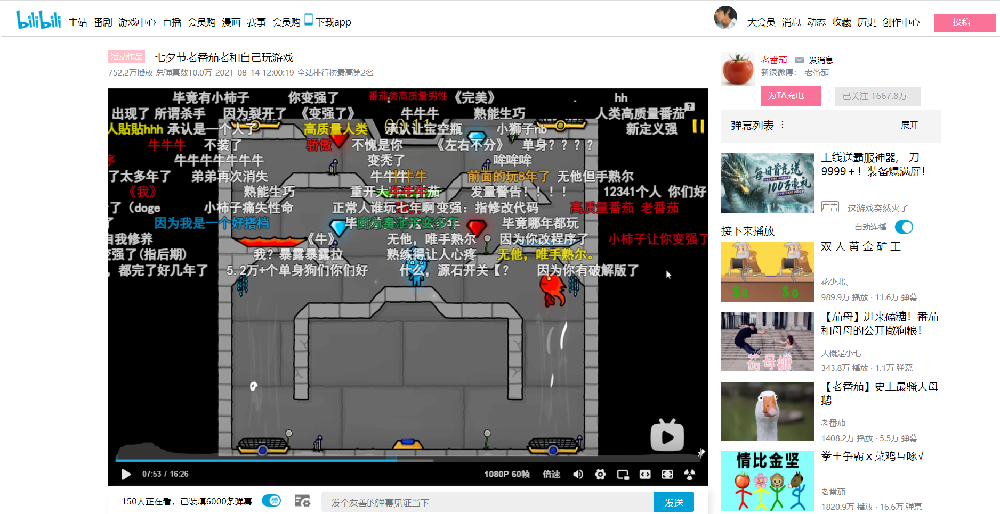 bilibili 主站 番剧 游戏中心 直播 会员购 漫画 赛事 会员购 下载app
大会员 消息 动态 收藏 历史 创作中心 投稿
活动作品 七夕节老番茄老和自己玩游戏
752.2万播放 总弹幕数10.0万 2021-08-14 12:00:19 全站排行榜最高第2名
毕竟有小柿子 你变强了 番茄类高质量男性 《完美》 . hh
出现了 所谓杀手 因为裂开了 《变强了》 牛牛牛 熟能生巧 人类高质量番茄 ?
人貼貼hhh 承认是一个人了 高质量人类 00:11 承认让宝空瓶 小狮子nb 新定义强
牛牛牛 不装了 骄傲 不愧是你 《左右不分》 单身？？？？
序 牛牛牛牛牛牛牛 变秃了 哞哞哞
了太多年了 弟弟再次消失 牛牛牛 牛牛 前面的玩8年了 无他但手熟尔
《我》 熟能生巧 重开大 牛牛牛 茄 发量警告！！！！ 12341个人 你们好
了（doge 小柿子痛失性命 正常人谁玩七年啊 变强：指修改代码 高质量番茄 老番茄
因为我是一个好搭档 毕 因为毒池子变少了 年 毕竟哪年都玩
自我修养 《牛》 无他，唯手熟尔 因为你改程序了 小柿子让你变强了
变强了(指后期) 我？暴露暴露拉 熟练得让人心疼 无他，唯手熟尔。
，都完了好几年了 5.2万+个单身狗们你们好 什么，源石开关【？ 因为你有破解版了
07:53 / 16:26 1080P 60帧 倍速
150人正在看，已装填6000条弹幕 弹 发个友善的弹幕见证当下 发送
老番茄 发消息
新浪微博：_老番茄_
为TA充电 已关注 1667.8万
弹幕列表 展开
每日首充送
100万豪礼
上线送霸服神器,一刀
9999＋！装备爆满屏！
广告 这游戏突然火了
接下来播放 自动连播
$0 $0
双 人 黄 金 矿 工
花少北、
989.9万 播放 · 11.6万 弹幕
茄母糖
【茄母】进来磕糖！番茄
和母母的公开撒狗粮！
大概是小七
343.8万 播放 · 1.1万 弹幕
【老番茄】史上最骚大母
鹅
老番茄
1408.2万 播放 · 5.5万 弹幕
情比金坚
拳王争霸 x 菜鸡互啄√
老番茄
1820.9万 播放 · 16.6万 弹幕